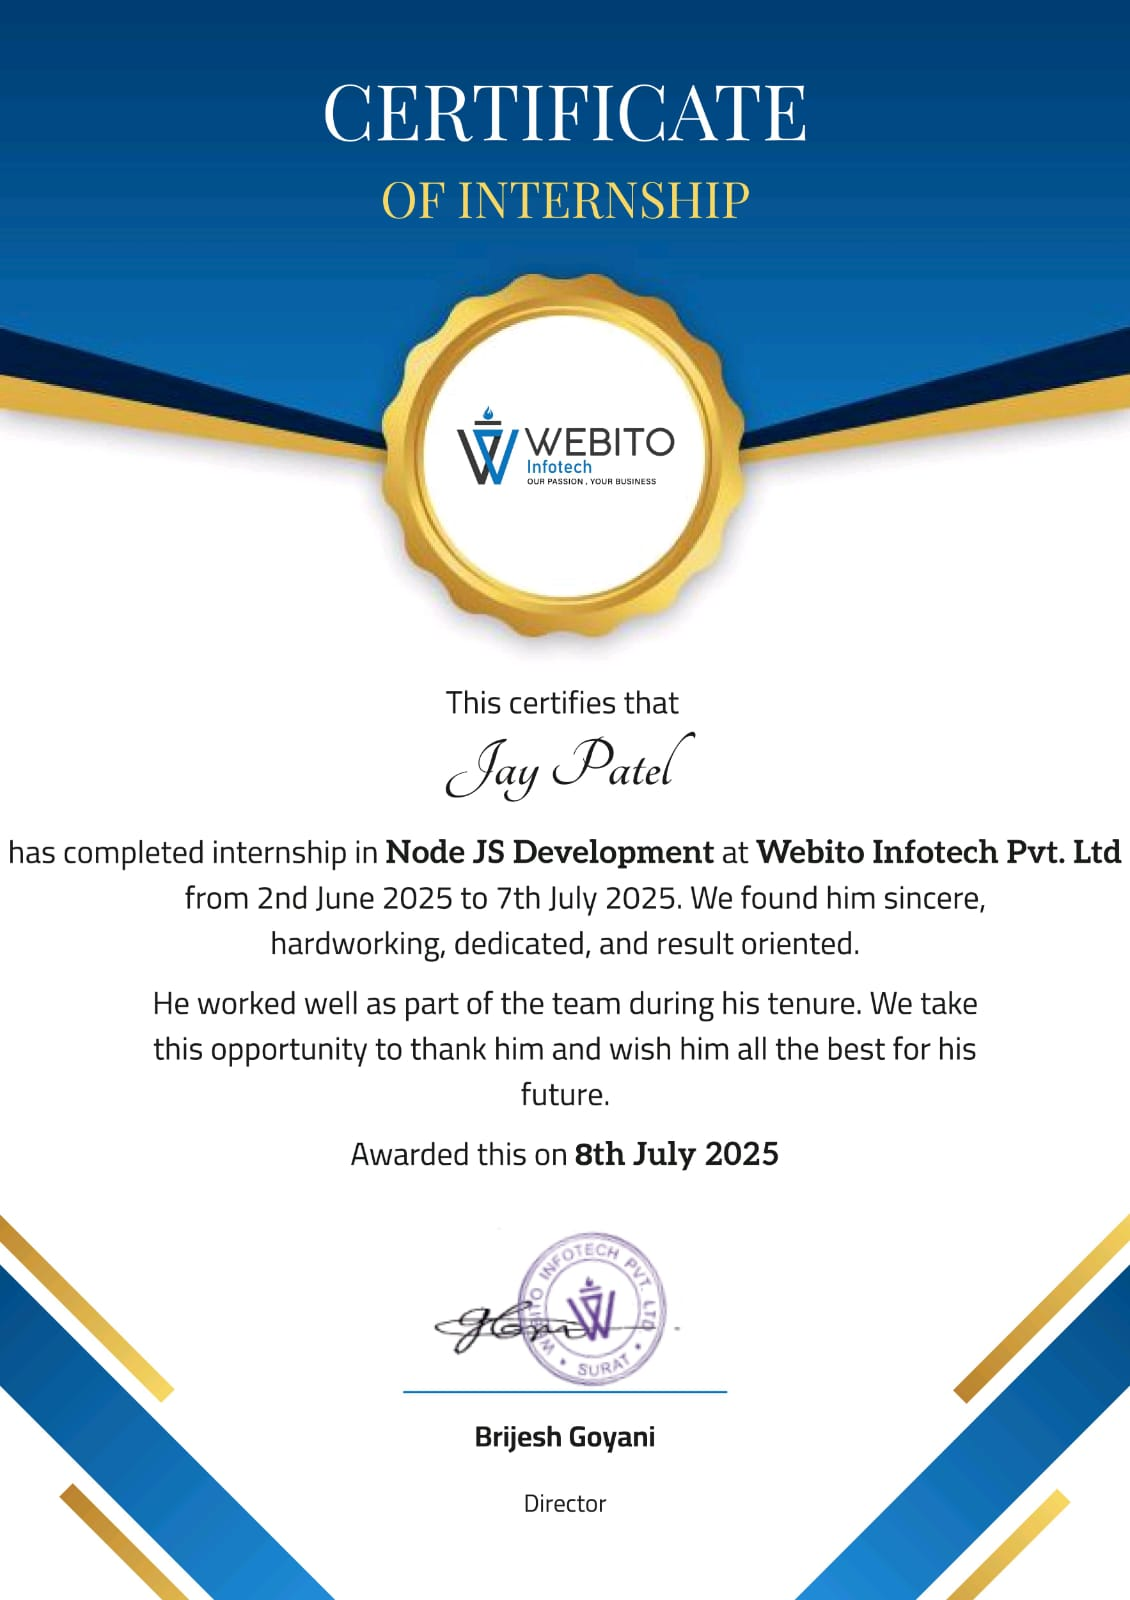 CERTIFICATE
OF INTERNSHIP
WEBITO
Infotech
OUR PASSION , YOUR BUSINESS
This certifies that
Jay Patel
has completed internship in Node JS Development at Webito Infotech Pvt. Ltd
from 2nd June 2025 to 7th July 2025. We found him sincere,
hardworking, dedicated, and result oriented.
He worked well as part of the team during his tenure. We take
this opportunity to thank him and wish him all the best for his
future.
Awarded this on 8th July 2025
WEBITO INFOTECH PVT. LTD.
• SURAT •
Brijesh Goyani
Director